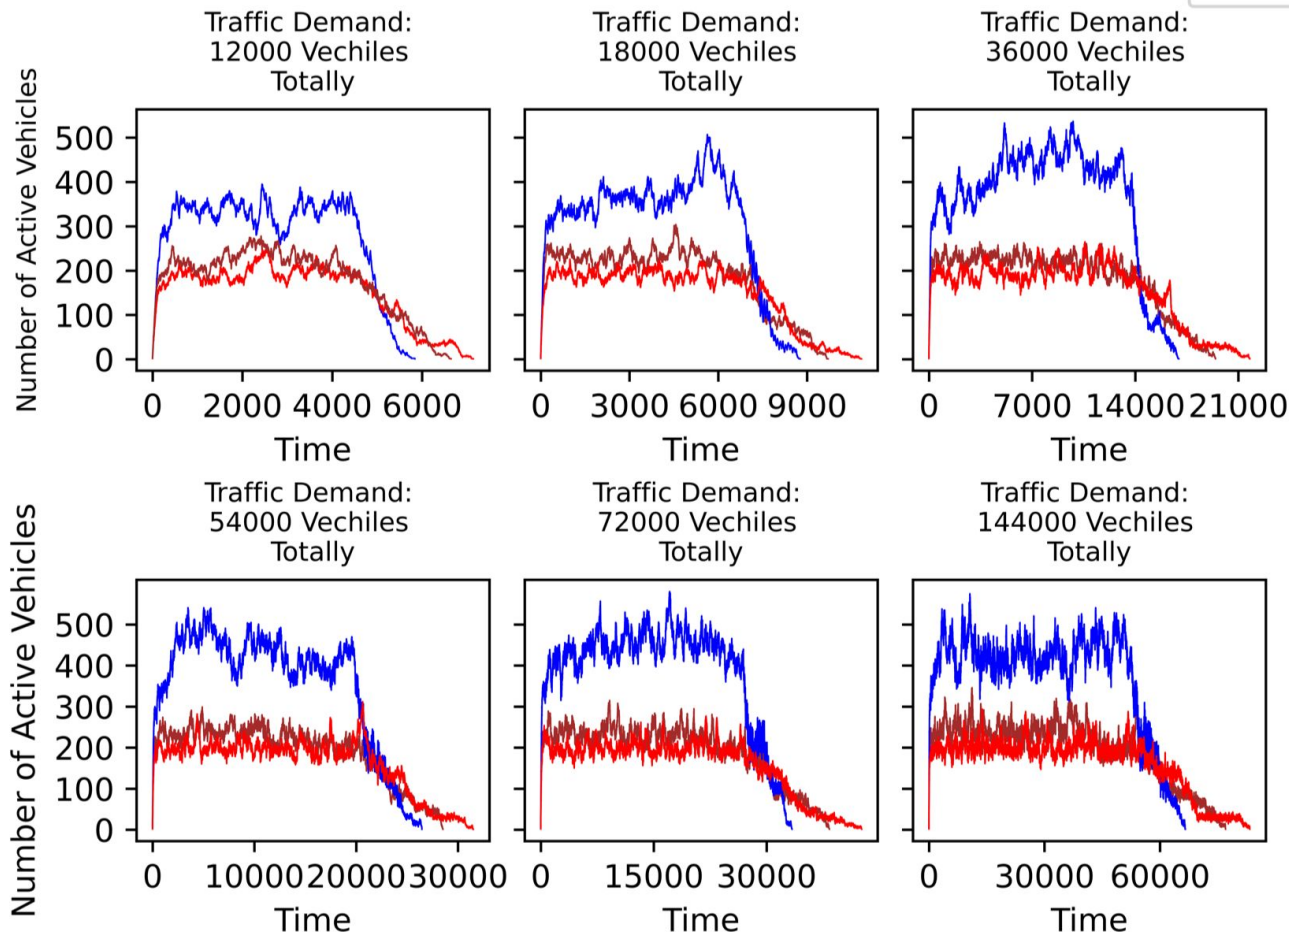 Traffic Demand:
12000 Vechiles
Totally
Traffic Demand:
18000 Vechiles
Totally
Traffic Demand:
36000 Vechiles
Totally
Number of Active Vehicles
500
400
300
200
100
0
0 2000 4000 6000
Time
0 3000 6000 9000
Time
0 7000 14000 21000
Time
Traffic Demand:
54000 Vechiles
Totally
Traffic Demand:
72000 Vechiles
Totally
Traffic Demand:
144000 Vechiles
Totally
Number of Active Vehicles
500
400
300
200
100
0
0 10000 20000 30000
Time
0 15000 30000
Time
0 30000 60000
Time